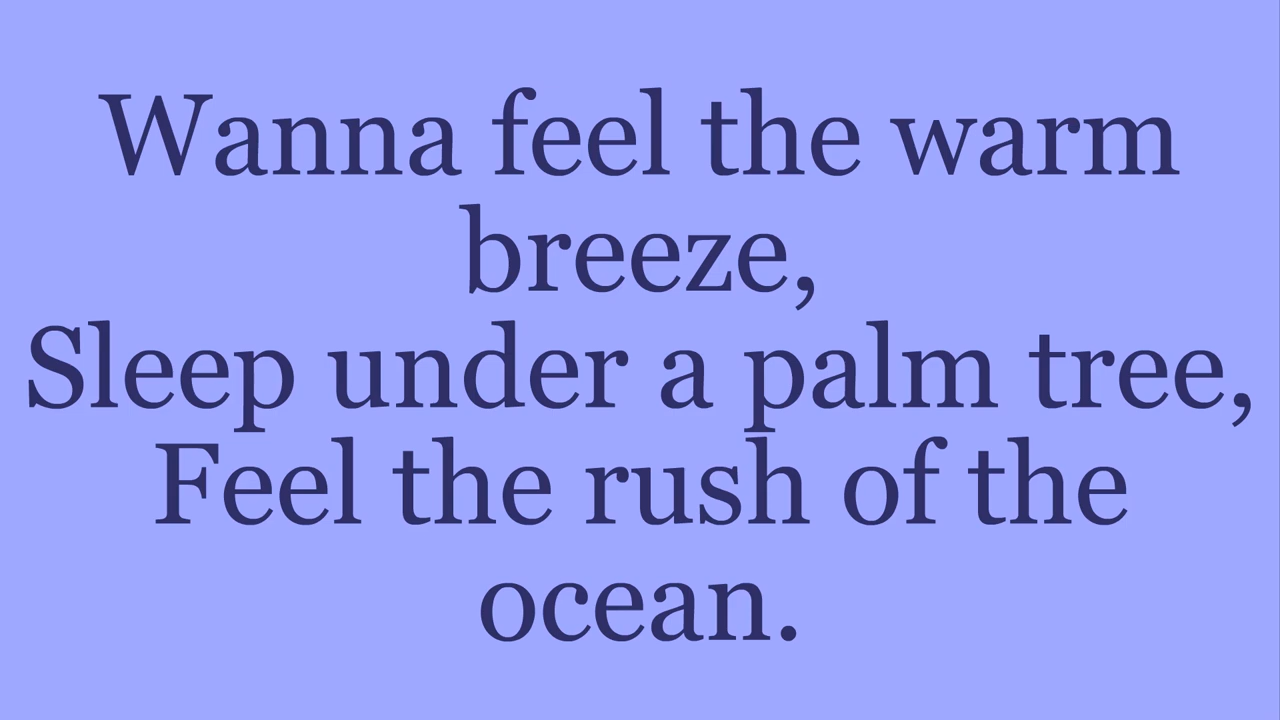 Wanna feel the warm
breeze,
Sleep under a palm tree,
Feel the rush of the
ocean.